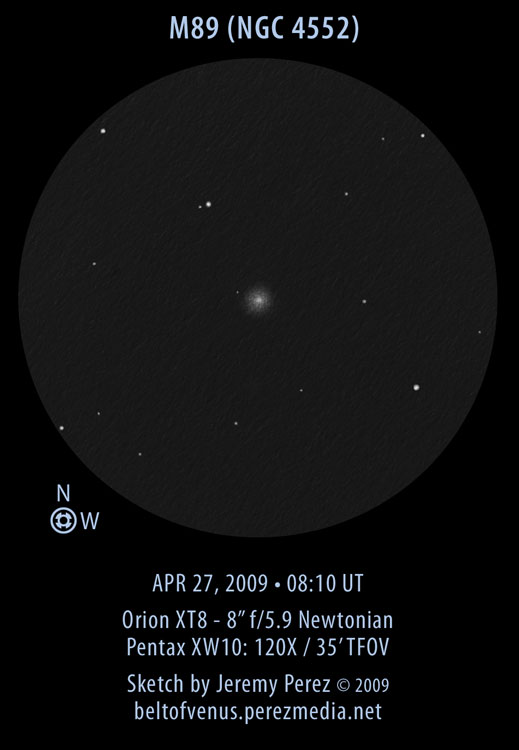 M89 (NGC 4552)
N
W
APR 27, 2009 • 08:10 UT
Orion XT8 - 8” f/5.9 Newtonian
Pentax XW10: 120X / 35’ TFOV
Sketch by Jeremy Perez © 2009
beltofvenus.perezmedia.net